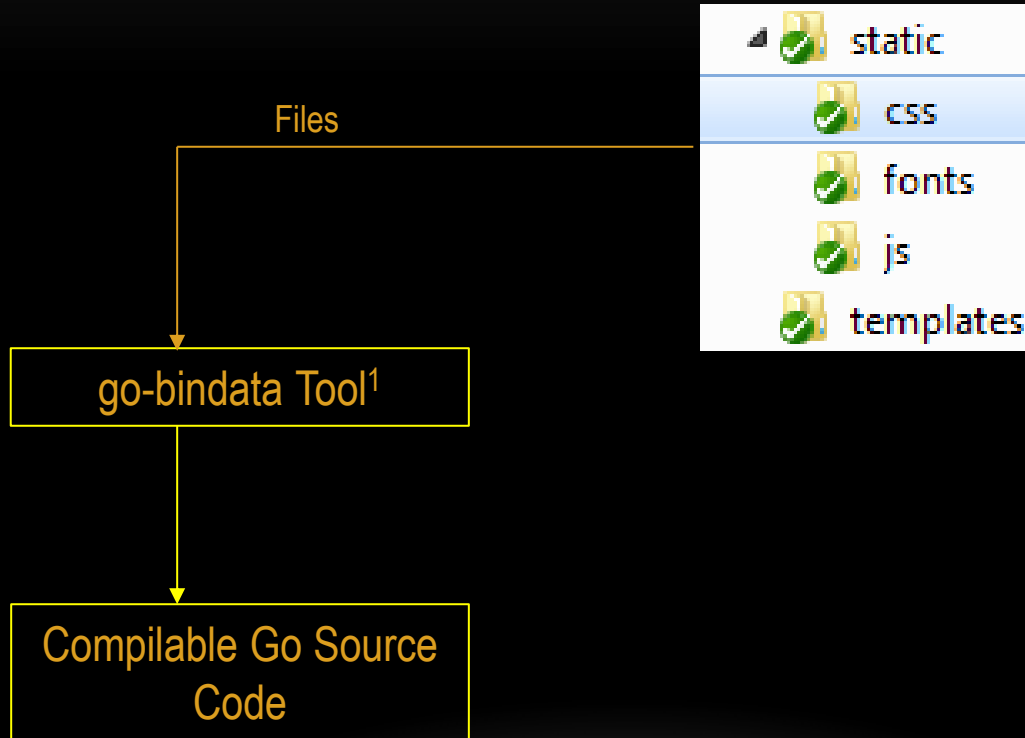 static
css
fonts
js
templates
Files
go-bindata Tool¹
Compilable Go Source
Code